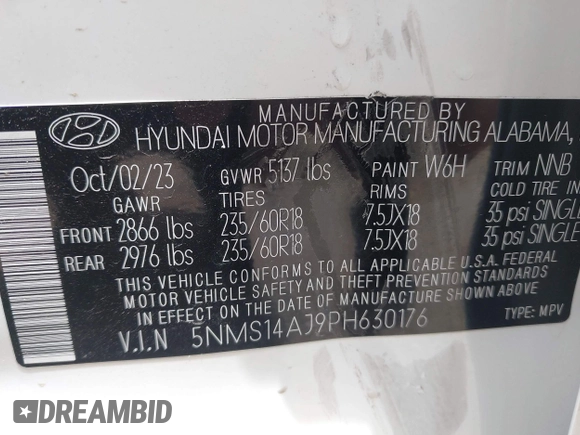 MANUFACTURED BY
HYUNDAI MOTOR MANUFACTURING ALABAMA,
Oct/02/23 GVWR 5137 lbs PAINT W6H TRIM NNB
GAWR TIRES RIMS COLD TIRE IN
FRONT 2866 lbs 235/60R18 7.5JX18 35 psi SINGLE
REAR 2976 lbs 235/60R18 7.5JX18 35 psi SINGLE
THIS VEHICLE CONFORMS TO ALL APPLICABLE U.S.A. FEDERAL
MOTOR VEHICLE SAFETY AND THEFT PREVENTION STANDARDS
IN EFFECT ON THE DATE OF MANUFACTURE SHOWN ABOVE.
V.I.N 5NMS14AJ9PH630176 TYPE: MPV
DREAMBID